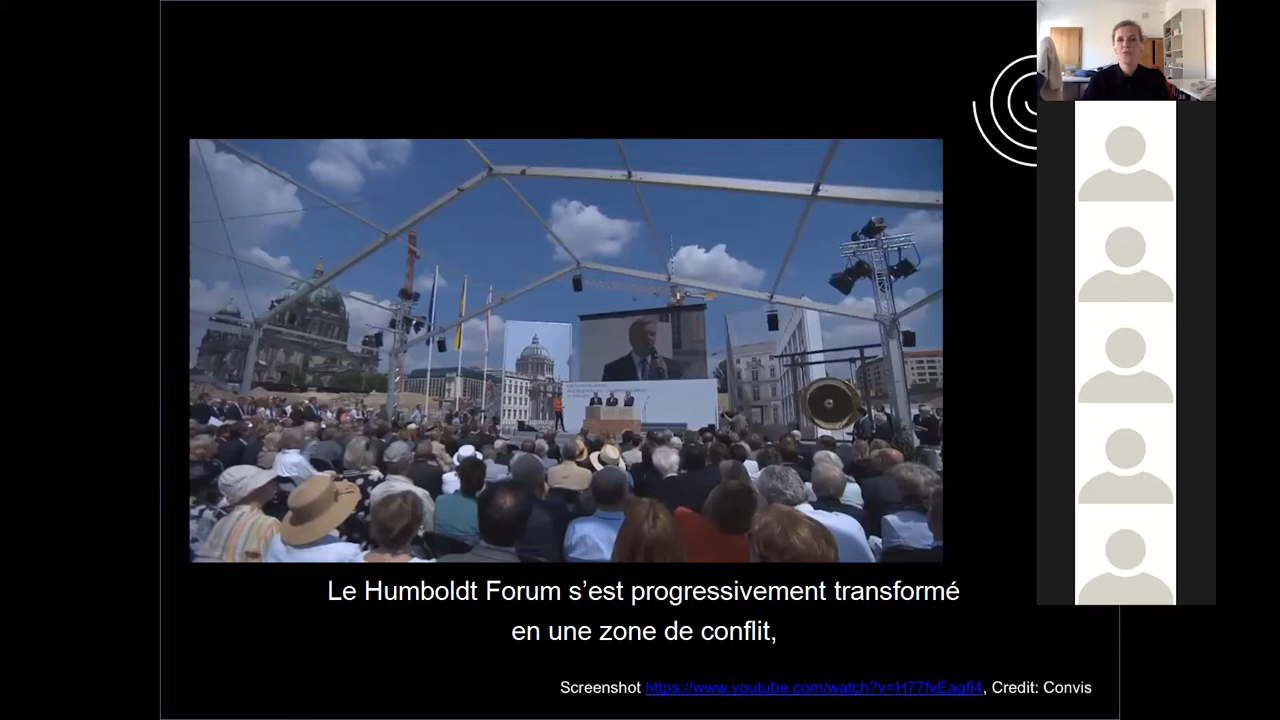 Le Humboldt Forum s’est progressivement transformé
en une zone de conflit,
Screenshot https://www.youtube.com/watch?v=H77fvEagfi4, Credit: Convis